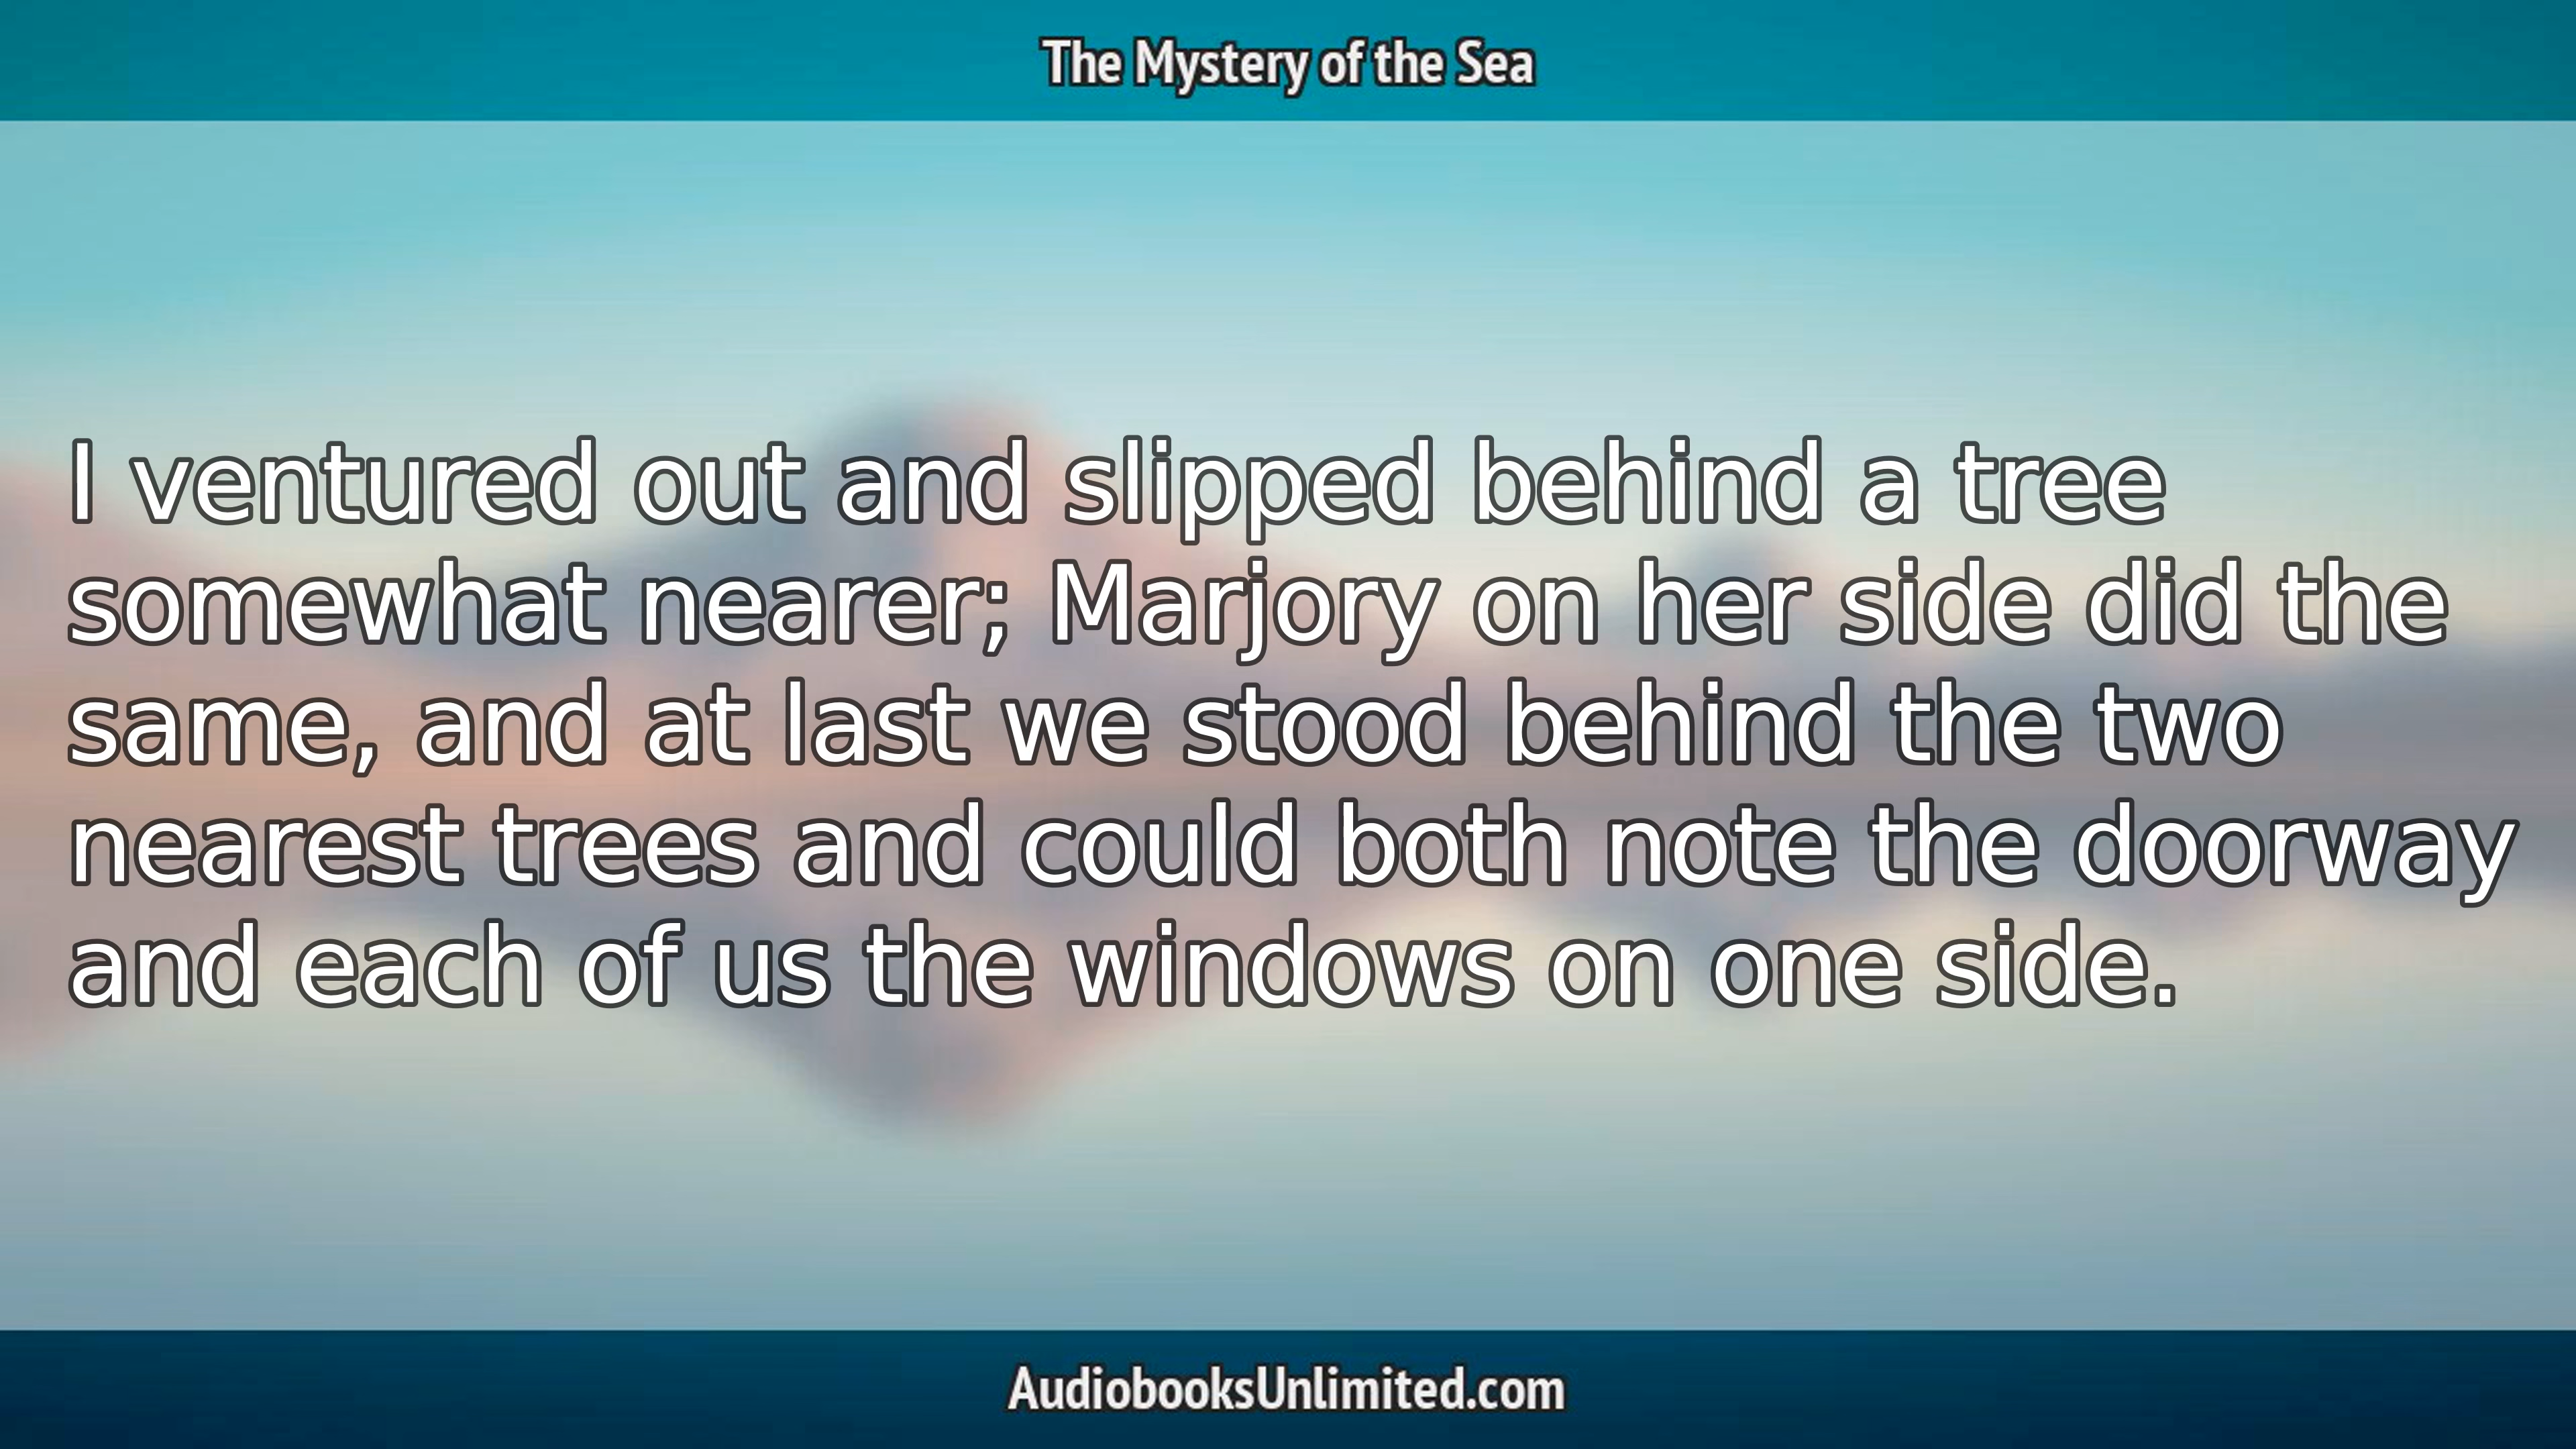 The Mystery of the Sea
I ventured out and slipped behind a tree
somewhat nearer; Marjory on her side did the
same, and at last we stood behind the two
nearest trees and could both note the doorway
and each of us the windows on one side.
AudiobooksUnlimited.com